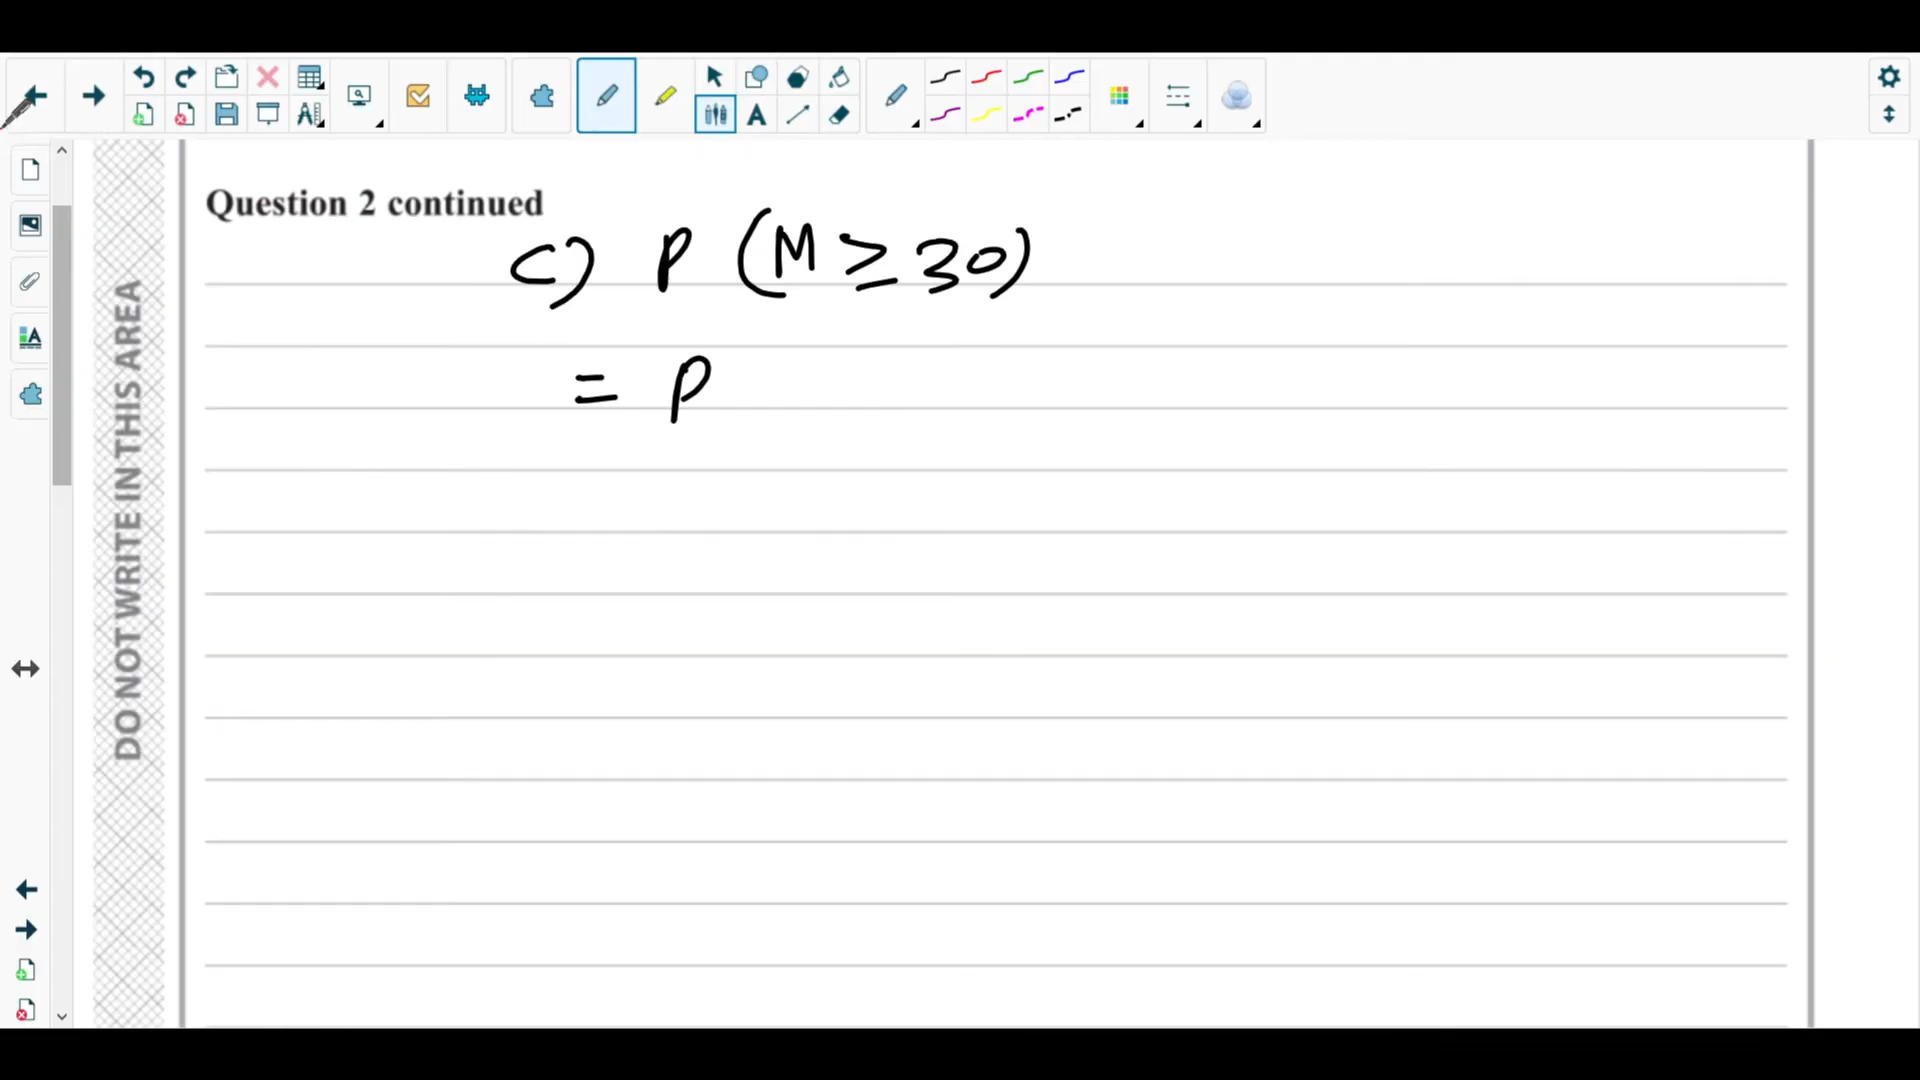 Question 2 continued
c) P (M ≥ 30)
= P
DO NOT WRITE IN THIS AREA